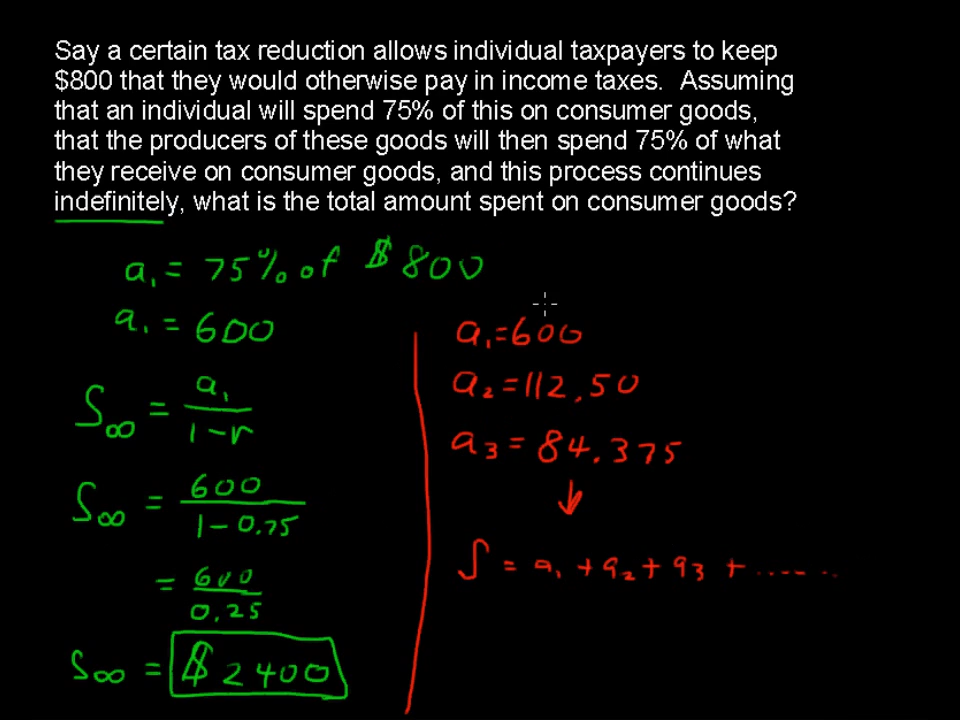 Say a certain tax reduction allows individual taxpayers to keep
$800 that they would otherwise pay in income taxes.  Assuming
that an individual will spend 75% of this on consumer goods,
that the producers of these goods will then spend 75% of what
they receive on consumer goods, and this process continues
indefinitely, what is the total amount spent on consumer goods?
a₁ = 75% of $800
a₁ = 600
S∞ = a₁ / (1-r)
S∞ = 600 / (1-0.75)
= 600 / 0.25
S∞ = $2400
a₁=600
a₂=112.50
a₃=84.375
↓
S = a₁ + a₂ + a₃ + .......